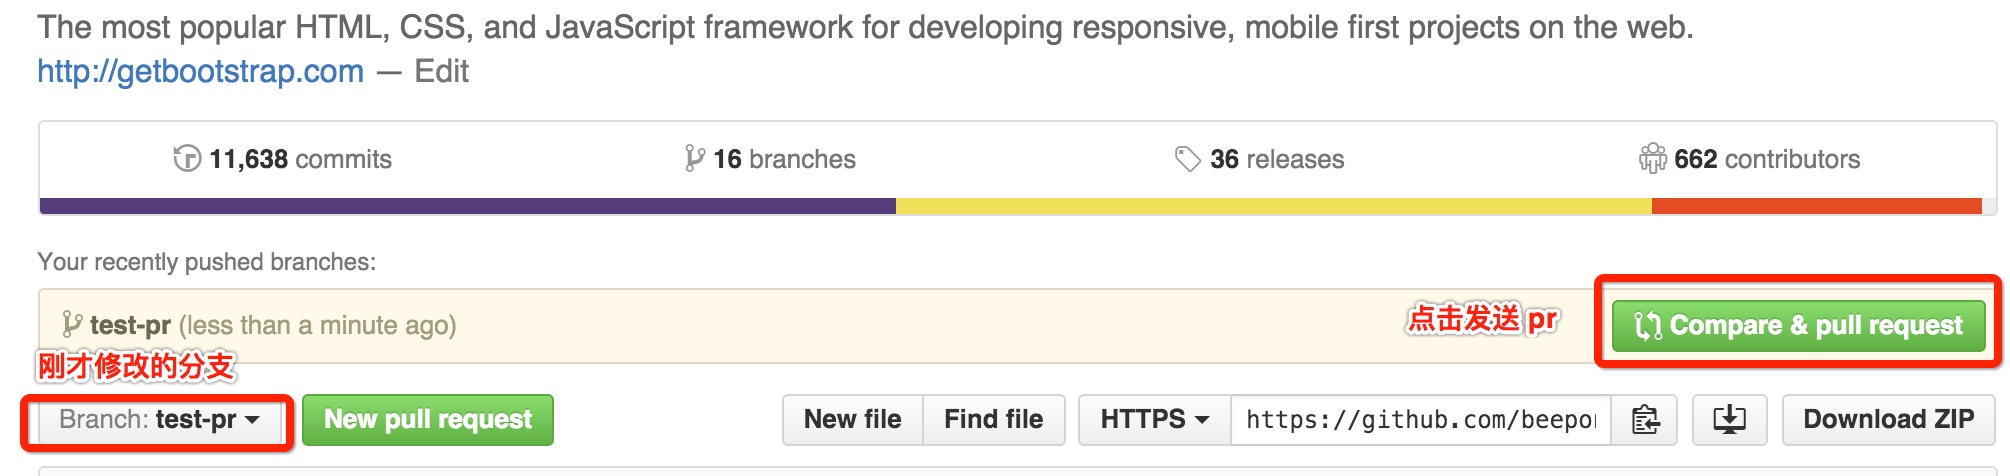 The most popular HTML, CSS, and JavaScript framework for developing responsive, mobile first projects on the web.
http://getbootstrap.com — Edit
11,638 commits 16 branches 36 releases 662 contributors
Your recently pushed branches:
test-pr (less than a minute ago) 点击发送 pr Compare & pull request
刚才修改的分支
Branch: test-pr New pull request New file Find file HTTPS https://github.com/beepo Download ZIP